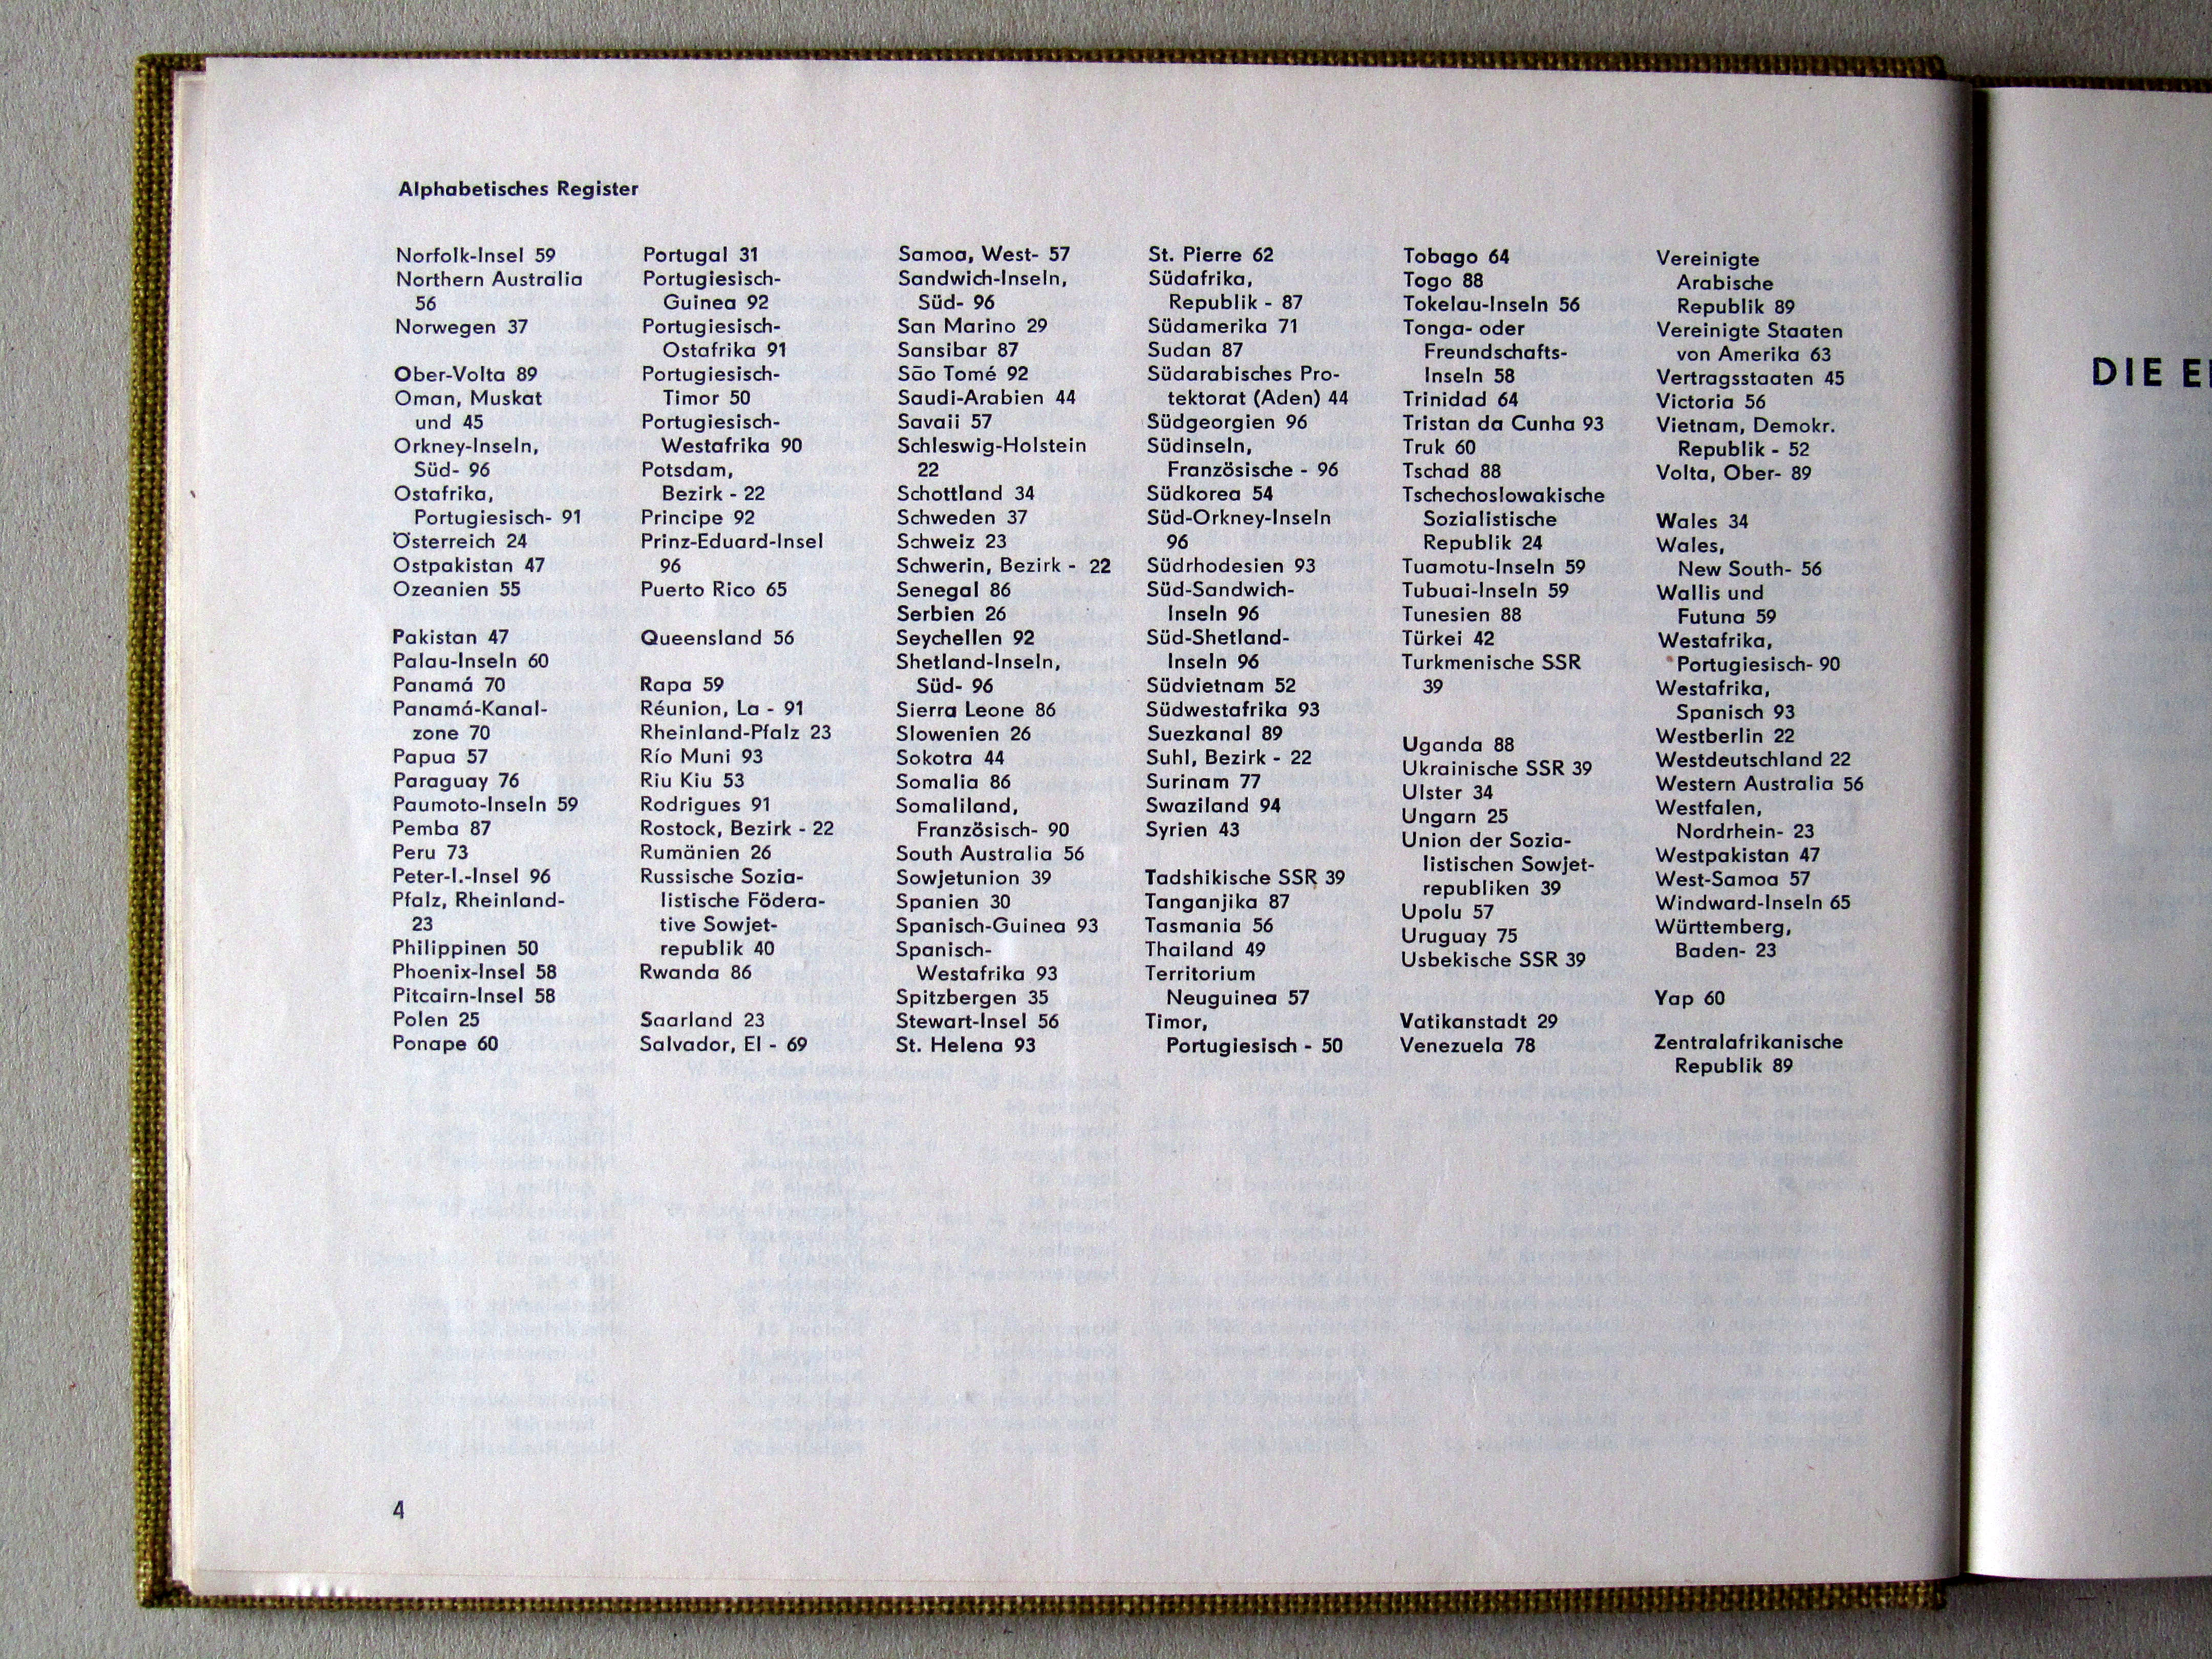 Alphabetisches Register
Norfolk-Insel 59
Northern Australia
56
Norwegen 37
Ober-Volta 89
Oman, Muskat
und 45
Orkney-Inseln,
Süd- 96
Ostafrika,
Portugiesisch- 91
Österreich 24
Ostpakistan 47
Ozeanien 55
Pakistan 47
Palau-Inseln 60
Panamá 70
Panamá-Kanal-
zone 70
Papua 57
Paraguay 76
Paumoto-Inseln 59
Pemba 87
Peru 73
Peter-I.-Insel 96
Pfalz, Rheinland-
23
Philippinen 50
Phoenix-Insel 58
Pitcairn-Insel 58
Polen 25
Ponape 60
Portugal 31
Portugiesisch-
Guinea 92
Portugiesisch-
Ostafrika 91
Portugiesisch-
Timor 50
Portugiesisch-
Westafrika 90
Potsdam,
Bezirk - 22
Principe 92
Prinz-Eduard-Insel
96
Puerto Rico 65
Queensland 56
Rapa 59
Réunion, La - 91
Rheinland-Pfalz 23
Río Muni 93
Riu Kiu 53
Rodrigues 91
Rostock, Bezirk - 22
Rumänien 26
Russische Sozia-
listische Födera-
tive Sowjet-
republik 40
Rwanda 86
Saarland 23
Salvador, El - 69
Samoa, West- 57
Sandwich-Inseln,
Süd- 96
San Marino 29
Sansibar 87
São Tomé 92
Saudi-Arabien 44
Savaii 57
Schleswig-Holstein
22
Schottland 34
Schweden 37
Schweiz 23
Schwerin, Bezirk - 22
Senegal 86
Serbien 26
Seychellen 92
Shetland-Inseln,
Süd- 96
Sierra Leone 86
Slowenien 26
Sokotra 44
Somalia 86
Somaliland,
Französisch- 90
South Australia 56
Sowjetunion 39
Spanien 30
Spanisch-Guinea 93
Spanisch-
Westafrika 93
Spitzbergen 35
Stewart-Insel 56
St. Helena 93
St. Pierre 62
Südafrika,
Republik - 87
Südamerika 71
Sudan 87
Südarabisches Pro-
tektorat (Aden) 44
Südgeorgien 96
Südinseln,
Französische - 96
Südkorea 54
Süd-Orkney-Inseln
96
Südrhodesien 93
Süd-Sandwich-
Inseln 96
Süd-Shetland-
Inseln 96
Südvietnam 52
Südwestafrika 93
Suezkanal 89
Suhl, Bezirk - 22
Surinam 77
Swaziland 94
Syrien 43
Tadshikische SSR 39
Tanganjika 87
Tasmania 56
Thailand 49
Territorium
Neuguinea 57
Timor,
Portugiesisch - 50
Tobago 64
Togo 88
Tokelau-Inseln 56
Tonga- oder
Freundschafts-
Inseln 58
Trinidad 64
Tristan da Cunha 93
Truk 60
Tschad 88
Tschechoslowakische
Sozialistische
Republik 24
Tuamotu-Inseln 59
Tubuai-Inseln 59
Tunesien 88
Türkei 42
Turkmenische SSR
39
Uganda 88
Ukrainische SSR 39
Ulster 34
Ungarn 25
Union der Sozia-
listischen Sowjet-
republiken 39
Upolu 57
Uruguay 75
Usbekische SSR 39
Vatikanstadt 29
Venezuela 78
Vereinigte
Arabische
Republik 89
Vereinigte Staaten
von Amerika 63
Vertragsstaaten 45
Victoria 56
Vietnam, Demokr.
Republik - 52
Volta, Ober- 89
Wales 34
Wales,
New South- 56
Wallis und
Futuna 59
Westafrika,
Portugiesisch- 90
Westafrika,
Spanisch 93
Westberlin 22
Westdeutschland 22
Western Australia 56
Westfalen,
Nordrhein- 23
Westpakistan 47
West-Samoa 57
Windward-Inseln 65
Württemberg,
Baden- 23
Yap 60
Zentralafrikanische
Republik 89
4
DIE